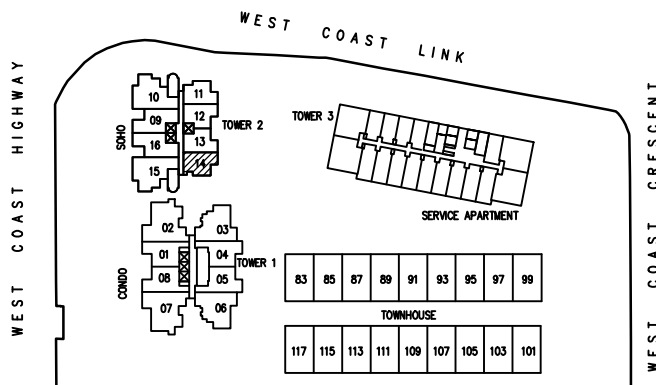 WEST COAST LINK
WEST COAST HIGHWAY
WEST COAST CRESCENT
10
11
09
12
SOHO
TOWER 2
16
13
15
14
TOWER 3
SERVICE APARTMENT
02
03
01
04
TOWER 1
CONDO
08
05
07
06
83 85 87 89 91 93 95 97 99
TOWNHOUSE
117 115 113 111 109 107 105 103 101